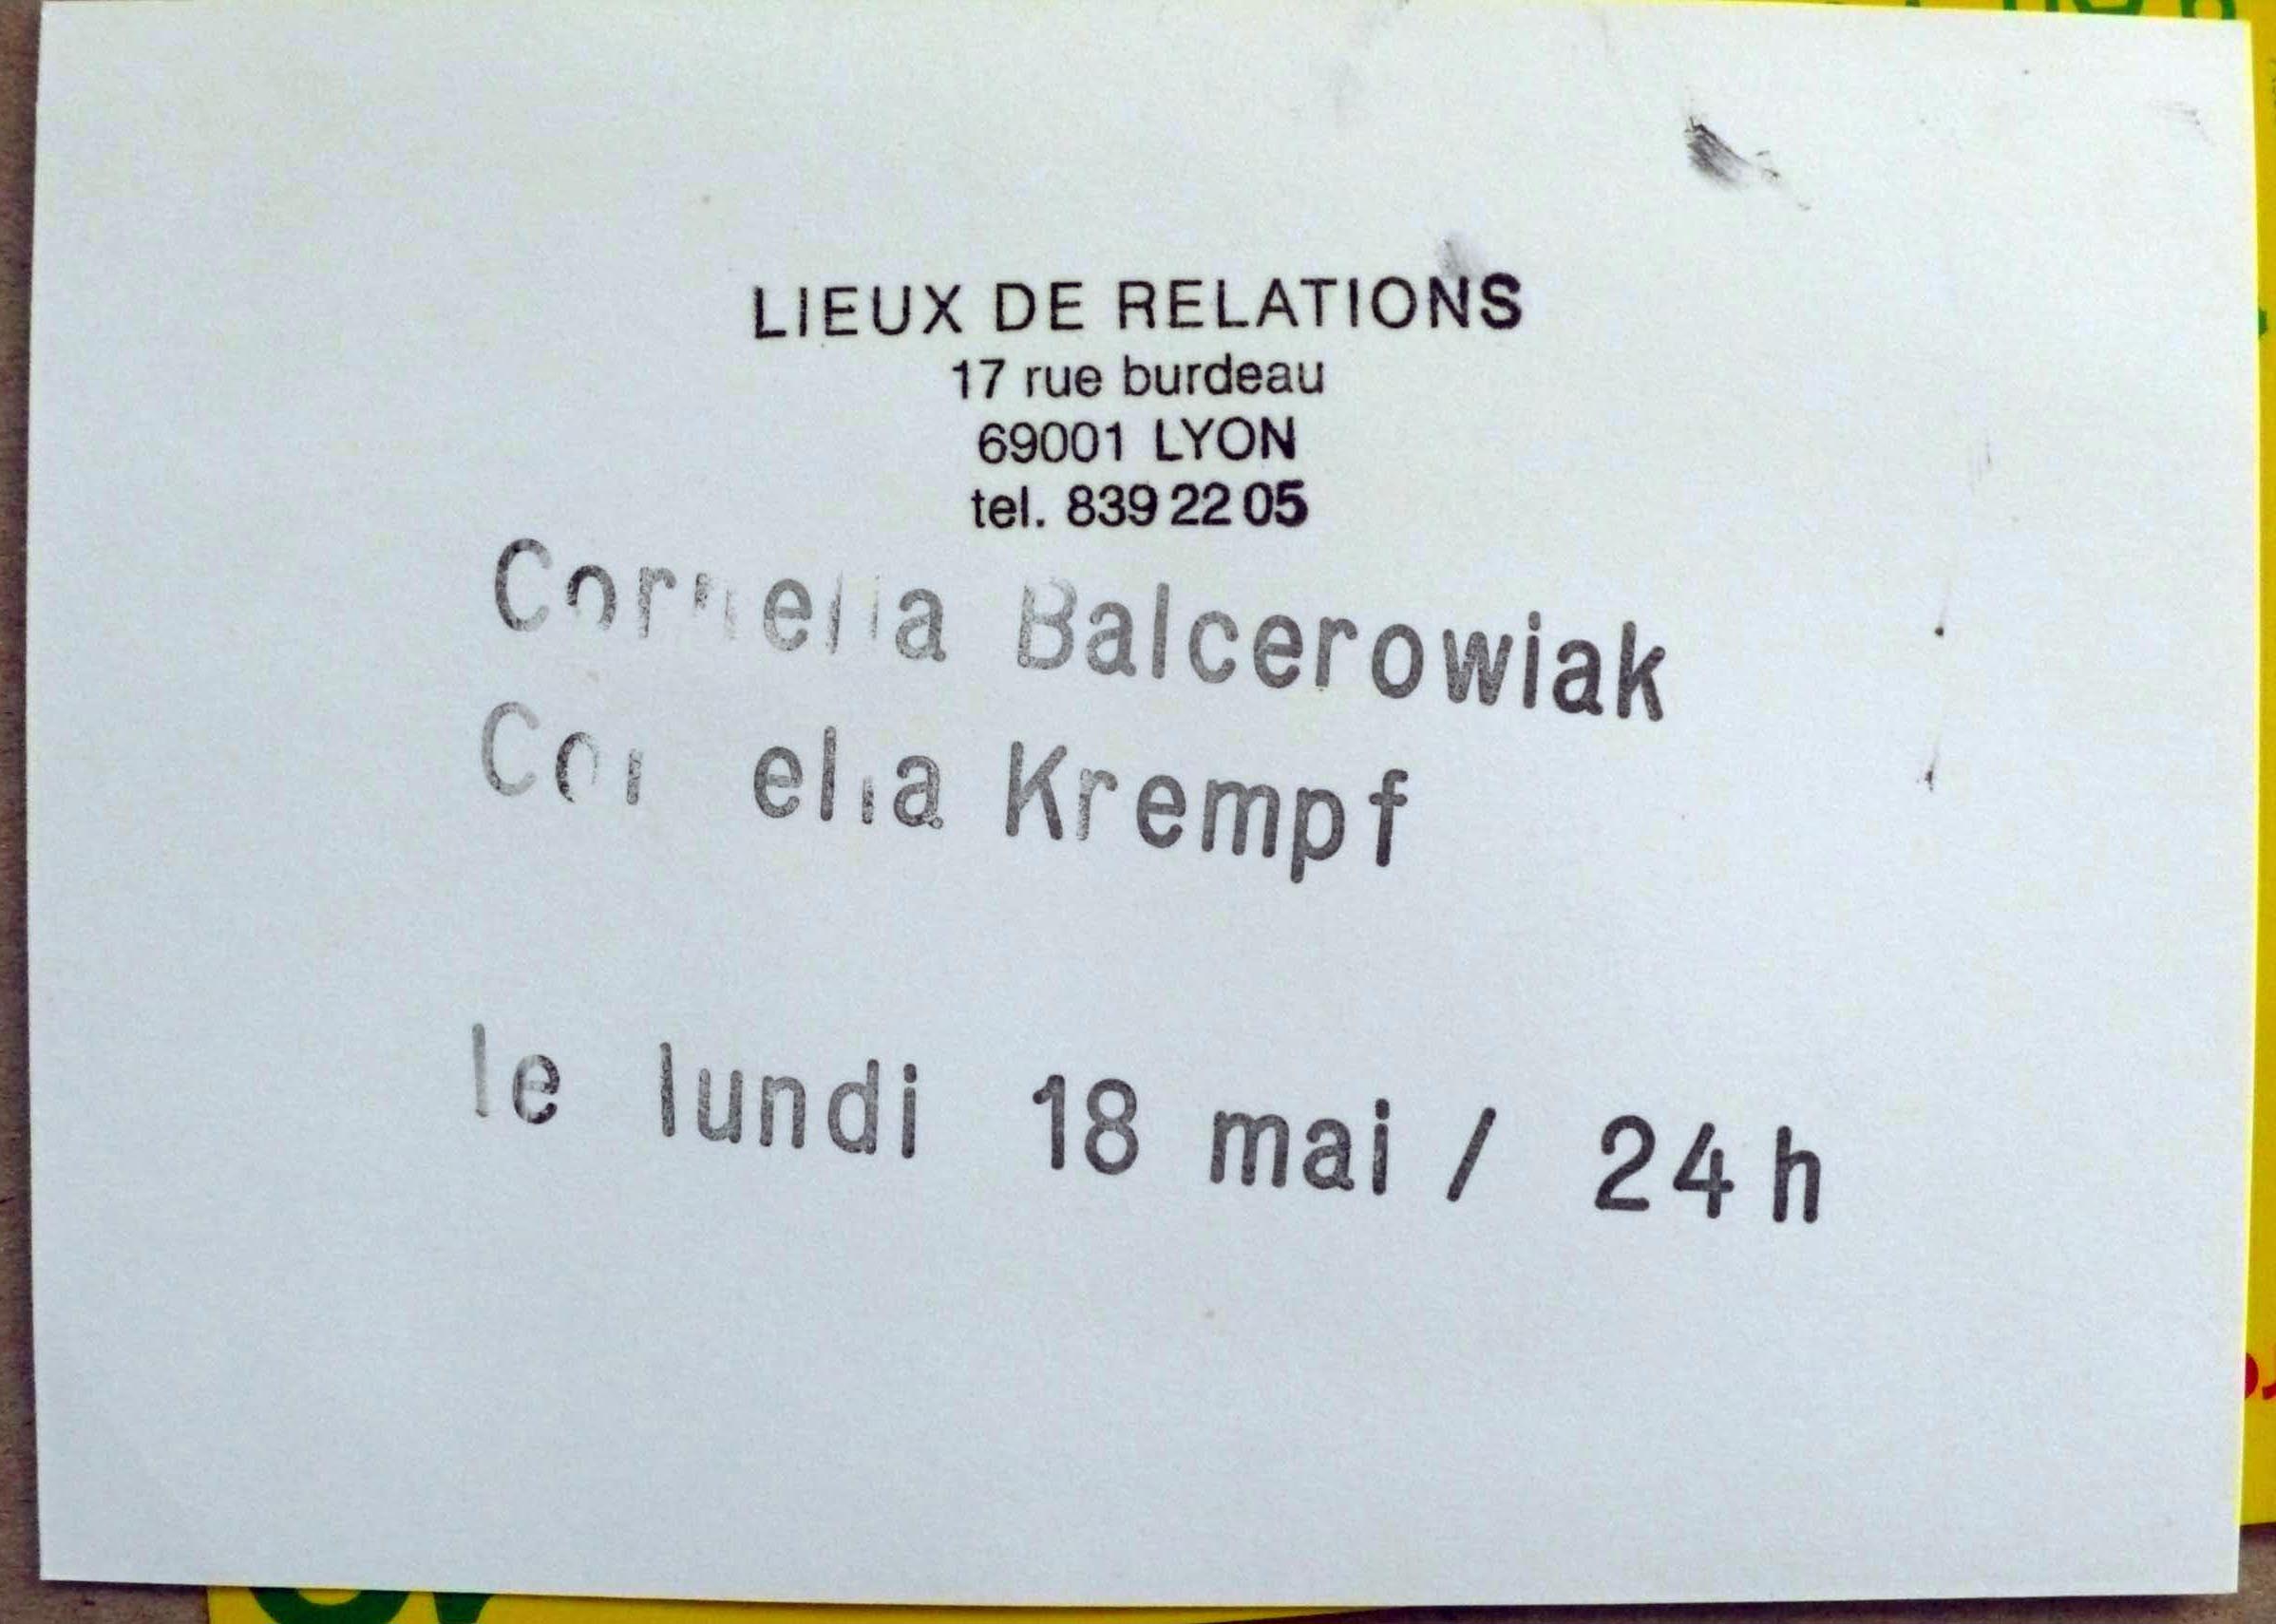 LIEUX DE RELATIONS
17 rue burdeau
69001 LYON
tel. 839 22 05
Cornelia Balcerowiak
Cornelia Krempf
le lundi 18 mai / 24 h